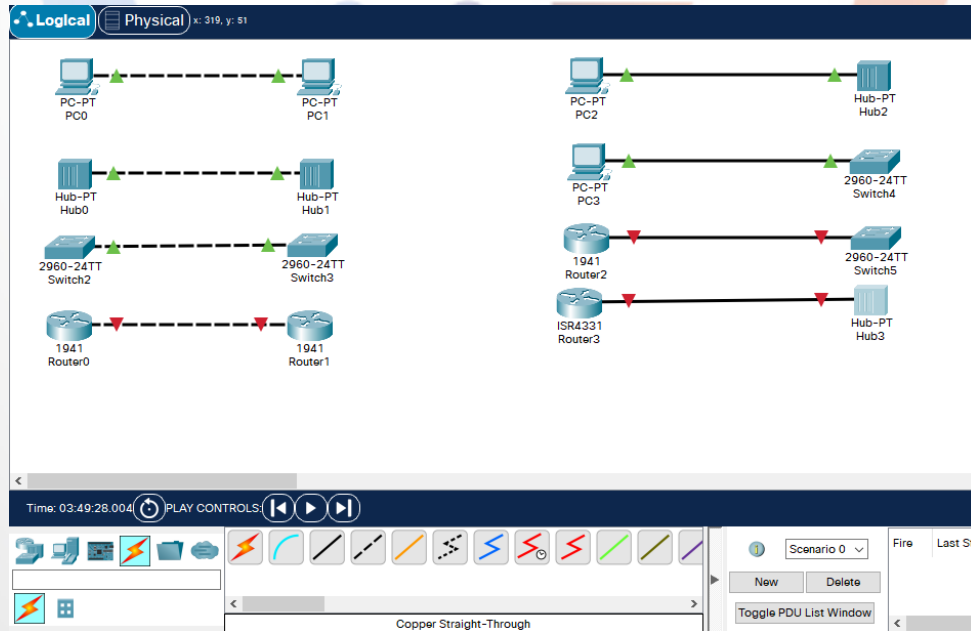 Logical Physical x: 319, y: 51
PC-PT
PC0
PC-PT
PC1
PC-PT
PC2
Hub-PT
Hub2
Hub-PT
Hub0
Hub-PT
Hub1
PC-PT
PC3
2960-24TT
Switch4
2960-24TT
Switch2
2960-24TT
Switch3
1941
Router2
2960-24TT
Switch5
1941
Router0
1941
Router1
ISR4331
Router3
Hub-PT
Hub3
Time: 03:49:28.004 PLAY CONTROLS:
Scenario 0
Fire Last S
New Delete
Toggle PDU List Window
Copper Straight-Through